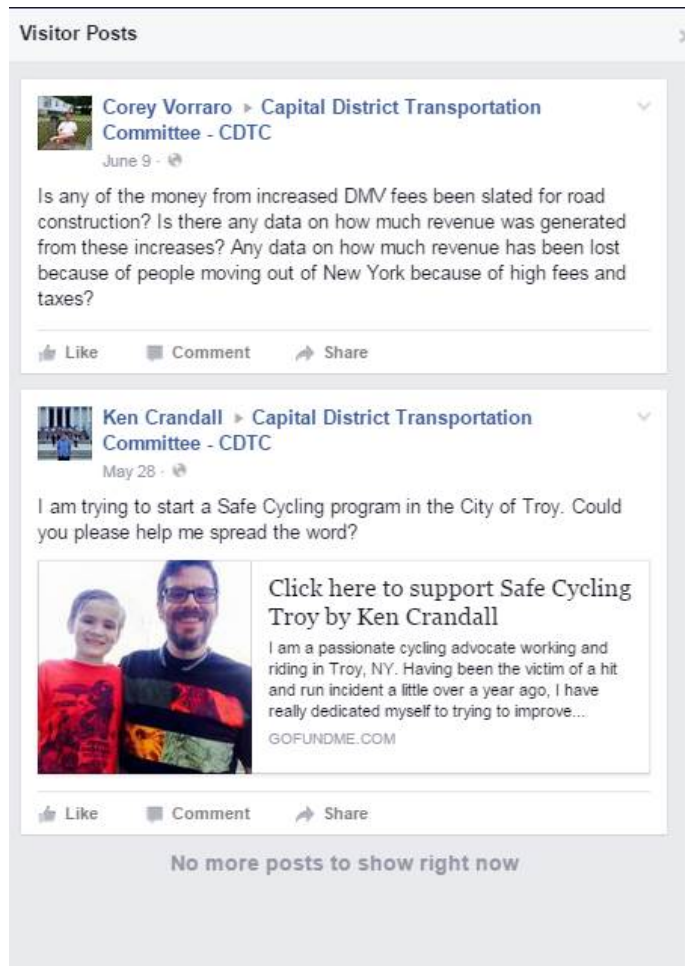 Visitor Posts
Corey Vorraro ▸ Capital District Transportation
Committee - CDTC
June 9 ·
Is any of the money from increased DMV fees been slated for road
construction? Is there any data on how much revenue was generated
from these increases? Any data on how much revenue has been lost
because of people moving out of New York because of high fees and
taxes?
Like Comment Share
Ken Crandall ▸ Capital District Transportation
Committee - CDTC
May 28 ·
I am trying to start a Safe Cycling program in the City of Troy. Could
you please help me spread the word?
Click here to support Safe Cycling
Troy by Ken Crandall
I am a passionate cycling advocate working and
riding in Troy, NY. Having been the victim of a hit
and run incident a little over a year ago, I have
really dedicated myself to trying to improve...
GOFUNDME.COM
Like Comment Share
No more posts to show right now